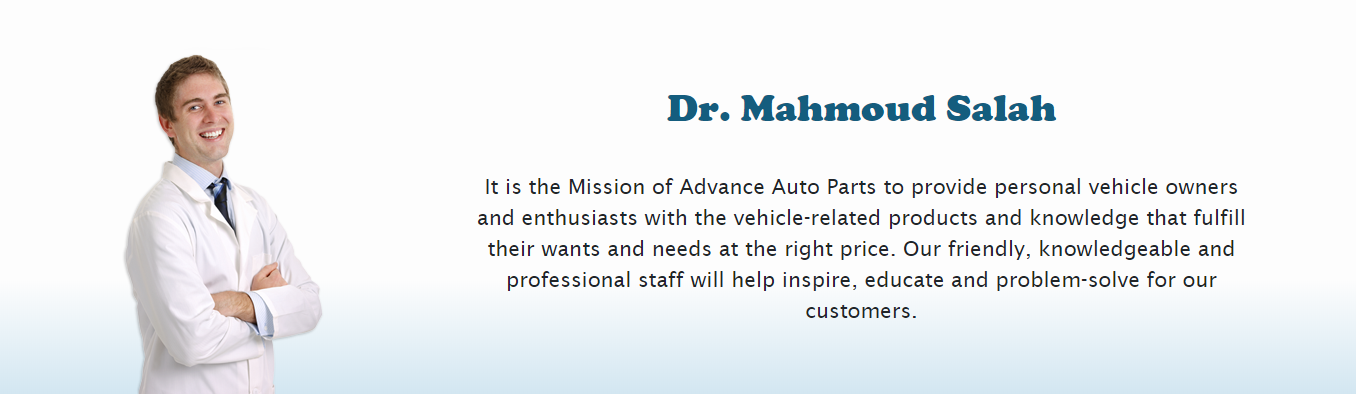 Dr. Mahmoud Salah
It is the Mission of Advance Auto Parts to provide personal vehicle owners
and enthusiasts with the vehicle-related products and knowledge that fulfill
their wants and needs at the right price. Our friendly, knowledgeable and
professional staff will help inspire, educate and problem-solve for our
customers.